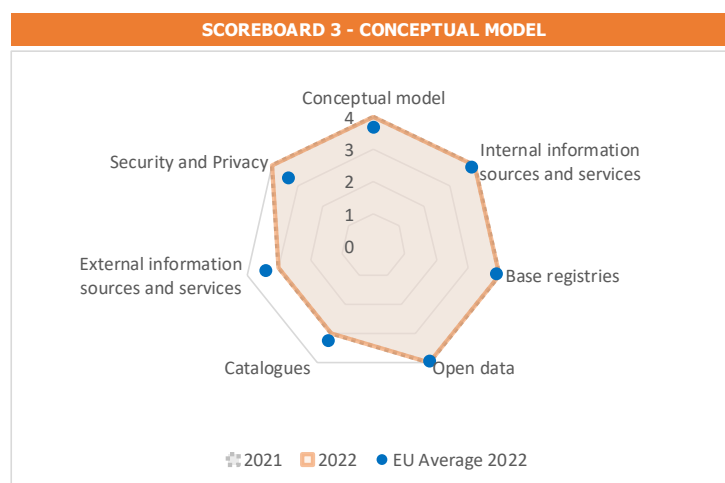 SCOREBOARD 3 - CONCEPTUAL MODEL
Conceptual model
4
3
2
1
0
Internal information
sources and services
Security and Privacy
External information
sources and services
Base registries
Catalogues
Open data
2021
2022
EU Average 2022